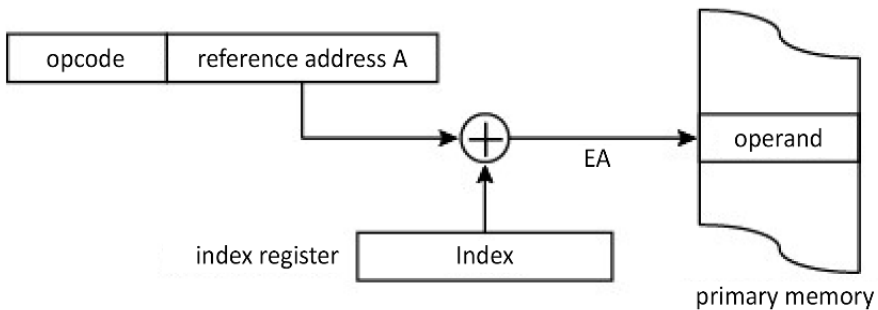 opcode
reference address A
EA
operand
index register
Index
primary memory